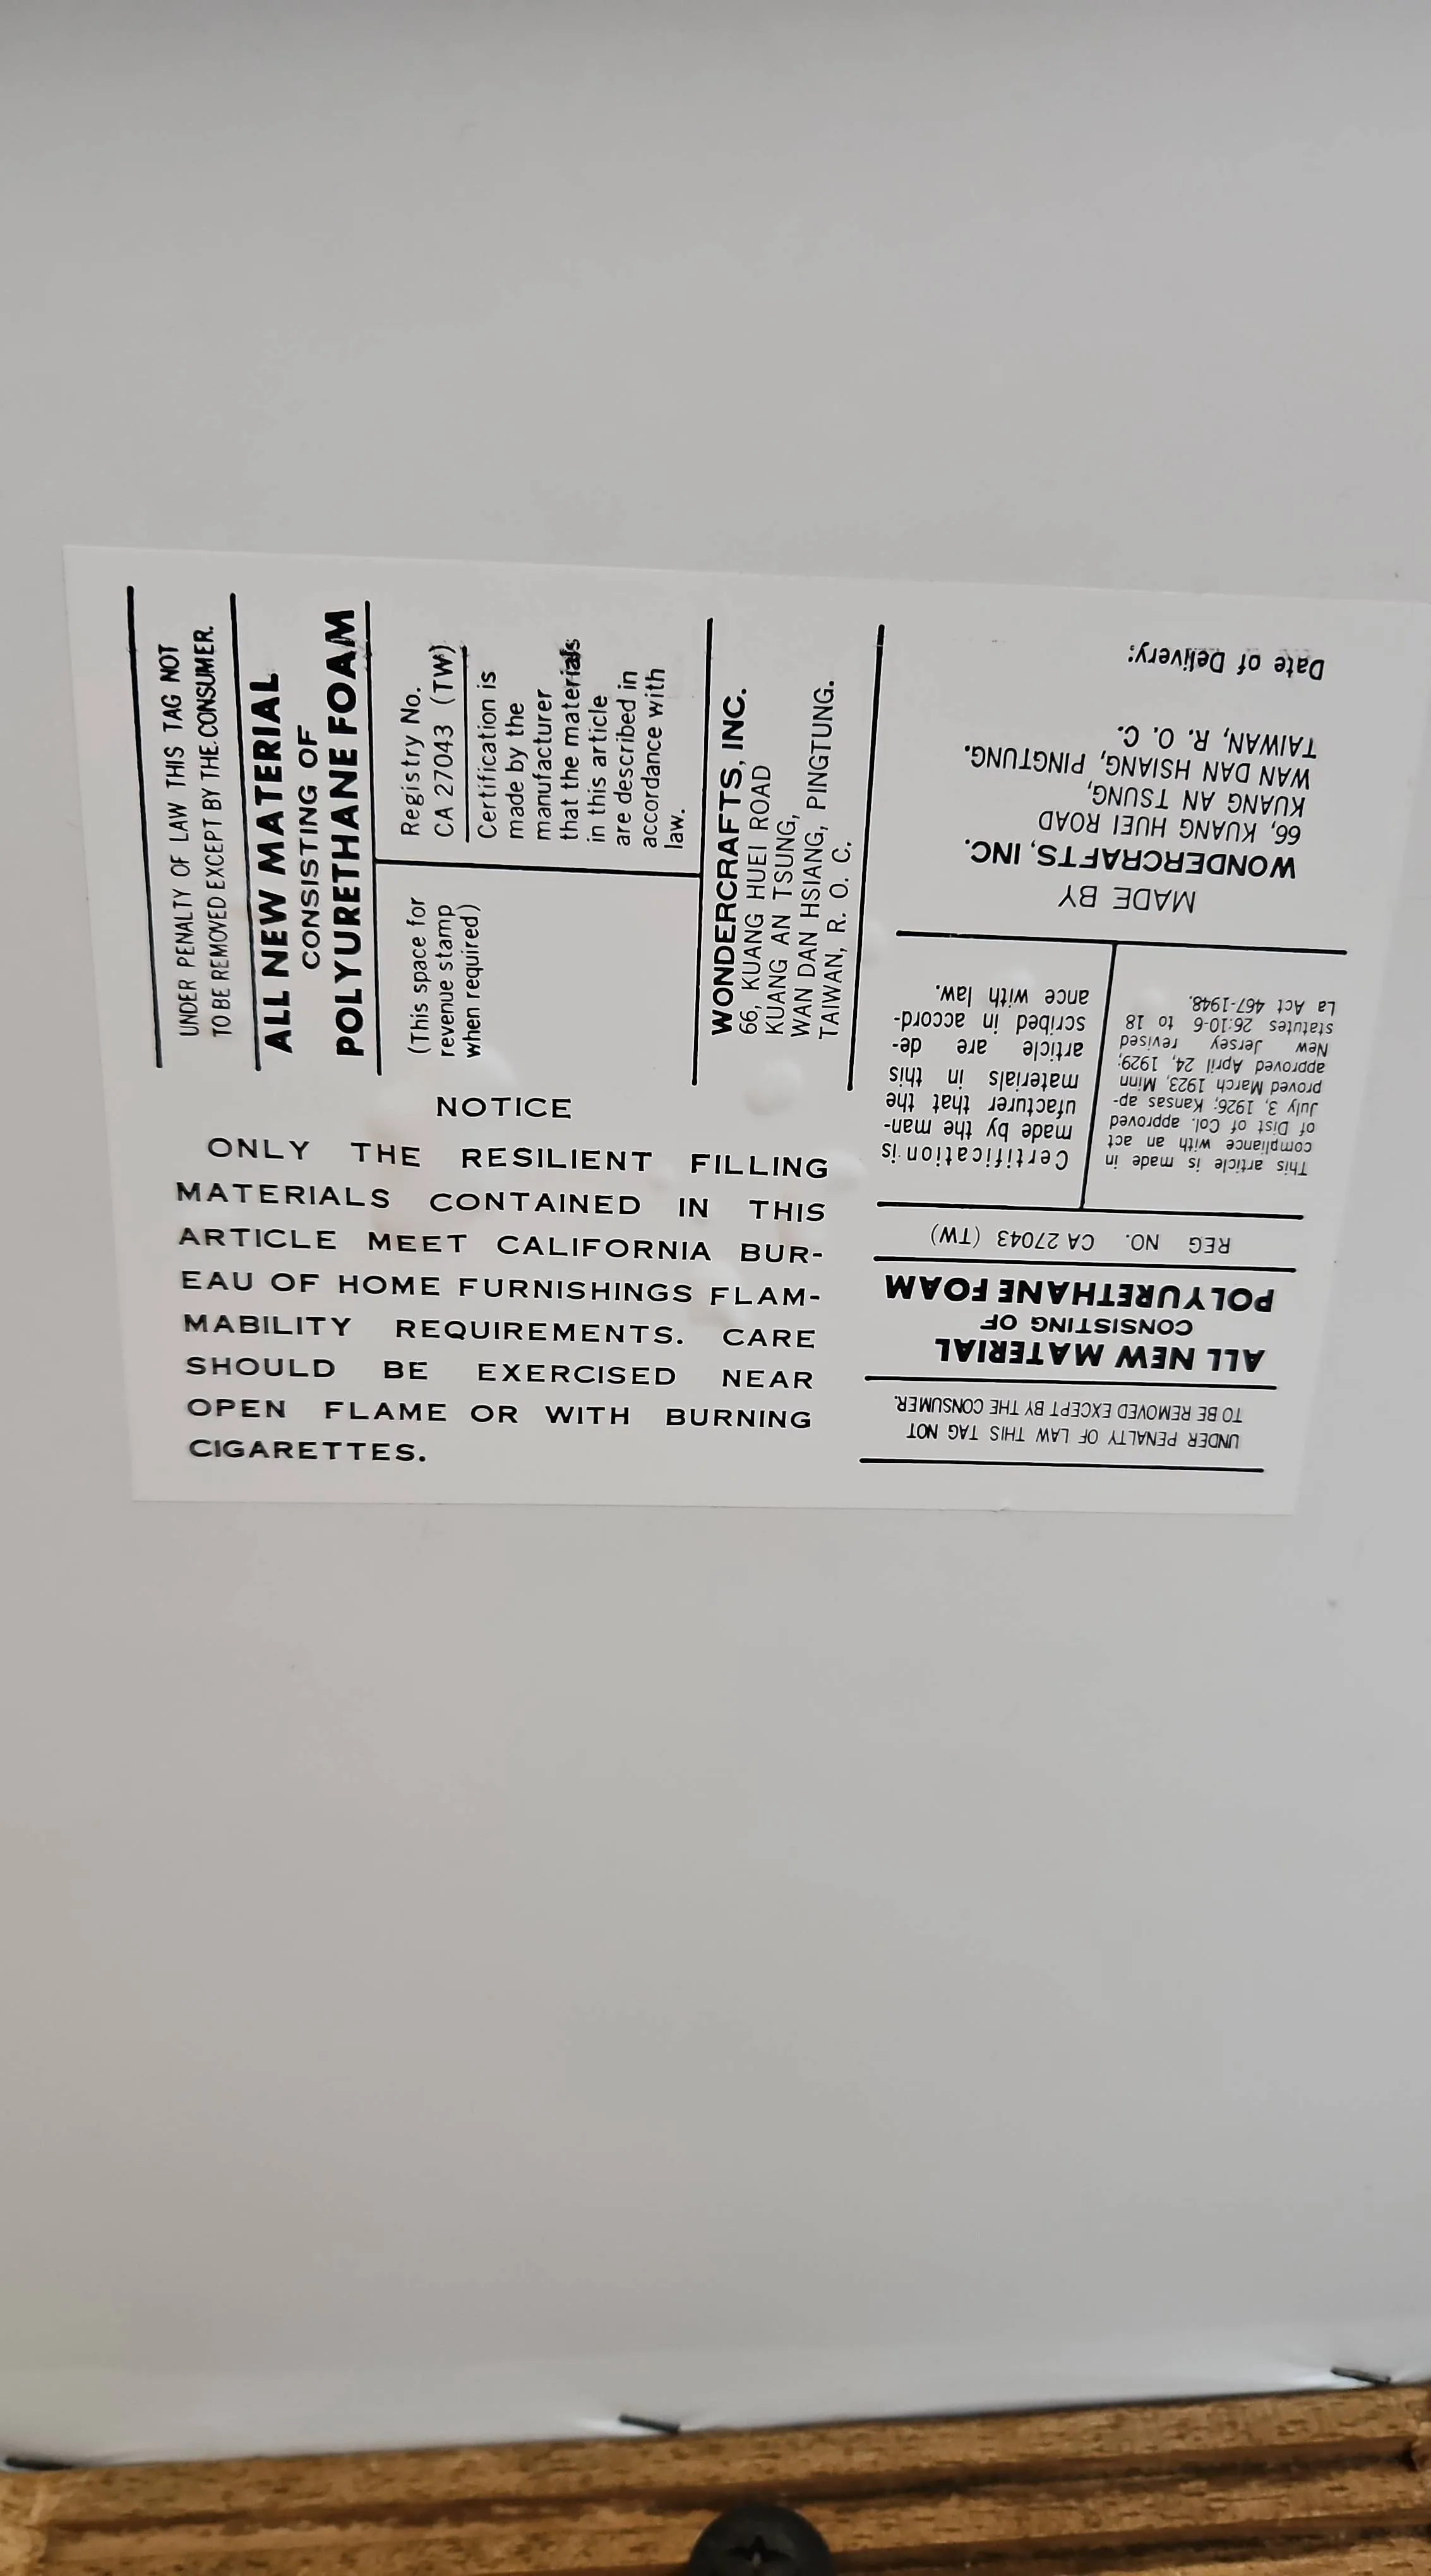 UNDER PENALTY OF LAW THIS TAG NOT
TO BE REMOVED EXCEPT BY THE CONSUMER.
ALL NEW MATERIAL
CONSISTING OF
POLYURETHANE FOAM
(This space for
revenue stamp
when required)
Registry No.
CA 27043 (TW)
Certification is
made by the
manufacturer
that the materials
in this article
are described in
accordance with
law.
WONDERCRAFTS, INC.
66, KUANG HUEI ROAD
KUANG AN TSUNG,
WAN DAN HSIANG, PINGTUNG.
TAIWAN, R. O. C.
NOTICE
ONLY THE RESILIENT FILLING
MATERIALS CONTAINED IN THIS
ARTICLE MEET CALIFORNIA BUR-
EAU OF HOME FURNISHINGS FLAM-
MABILITY REQUIREMENTS. CARE
SHOULD BE EXERCISED NEAR
OPEN FLAME OR WITH BURNING
CIGARETTES.
UNDER PENALTY OF LAW THIS TAG NOT
TO BE REMOVED EXCEPT BY THE CONSUMER.
ALL NEW MATERIAL
CONSISTING OF
POLYURETHANE FOAM
REG NO. CA 27043 (TW)
This article is made in
compliance with an act
of Dist of Col. approved
July 3, 1926; Kansas ap-
proved March 1923, Minn
approved April 24, 1929;
New Jersey revised
statutes 26:10-6 to 18
La Act 467-1948.
Certification is
made by the man-
ufacturer that the
materials in this
article are de-
scribed in accord-
ance with law.
MADE BY
WONDERCRAFTS, INC.
66, KUANG HUEI ROAD
KUANG AN TSUNG,
WAN DAN HSIANG, PINGTUNG.
TAIWAN, R. O. C.
Date of Delivery: